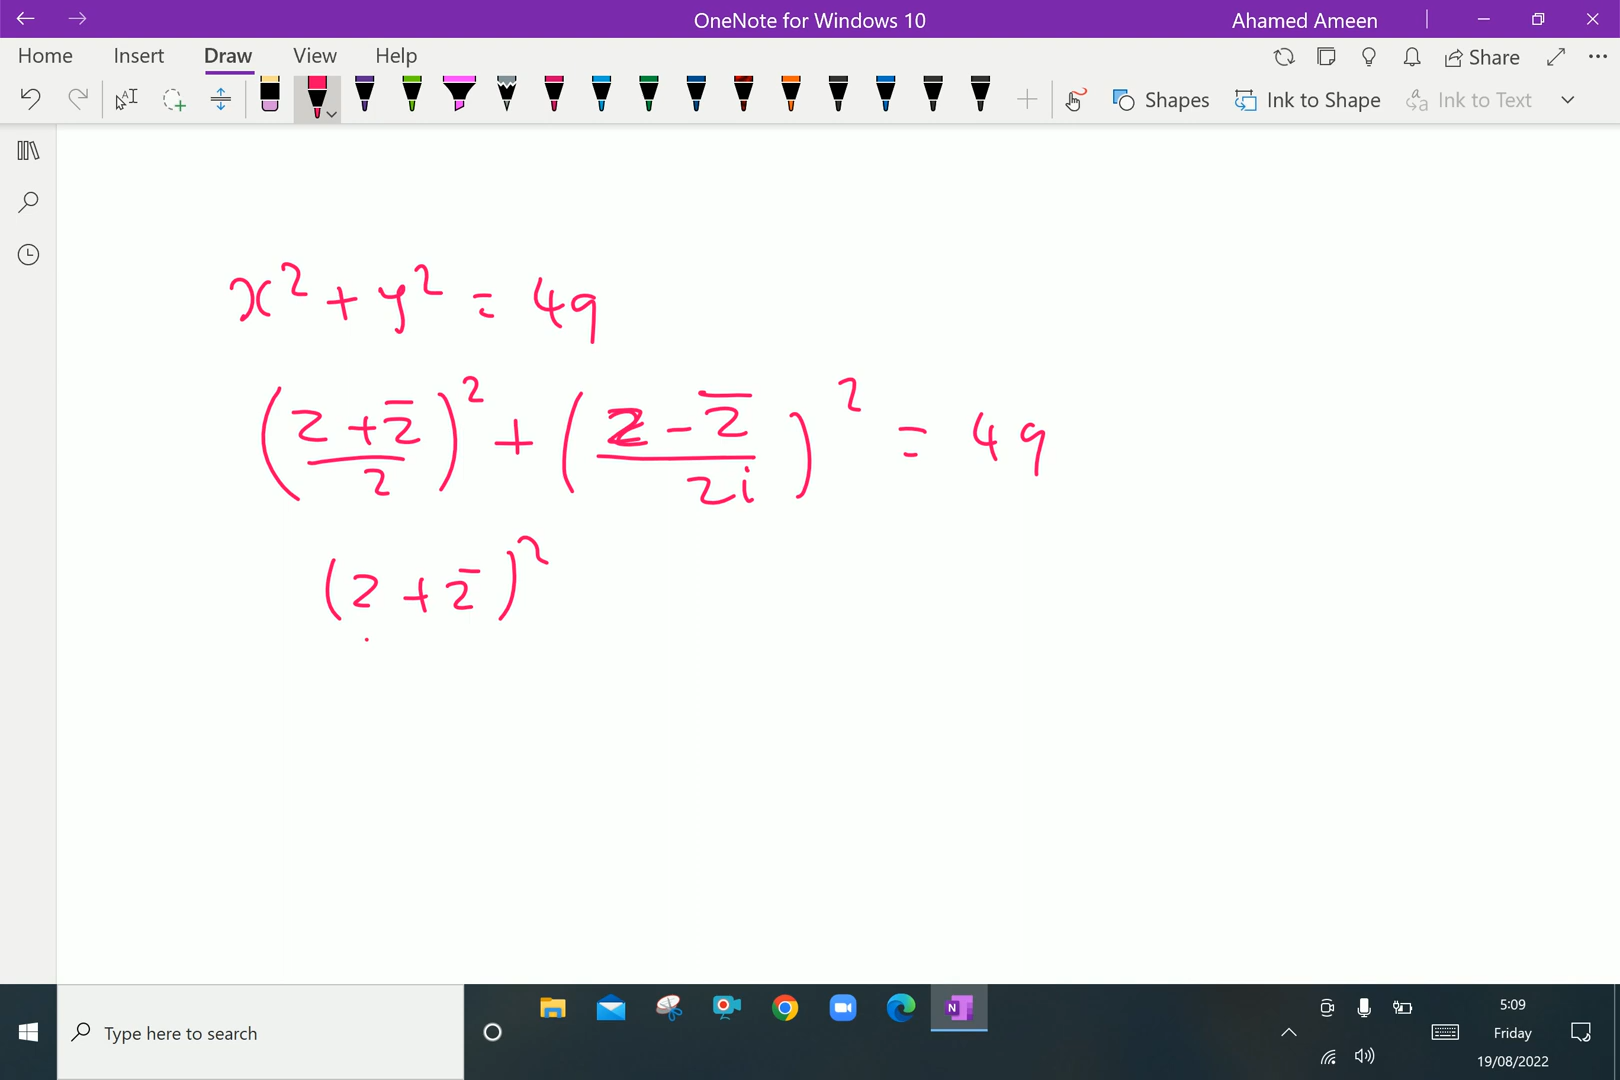 OneNote for Windows 10
Ahamed Ameen
Home Insert Draw View Help
Share
Shapes Ink to Shape Ink to Text
x² + y² = 49
((z + z̄)/2)² + ((z - z̄)/2i)² = 49
(z + z̄)²
Type here to search
5:09
Friday
19/08/2022